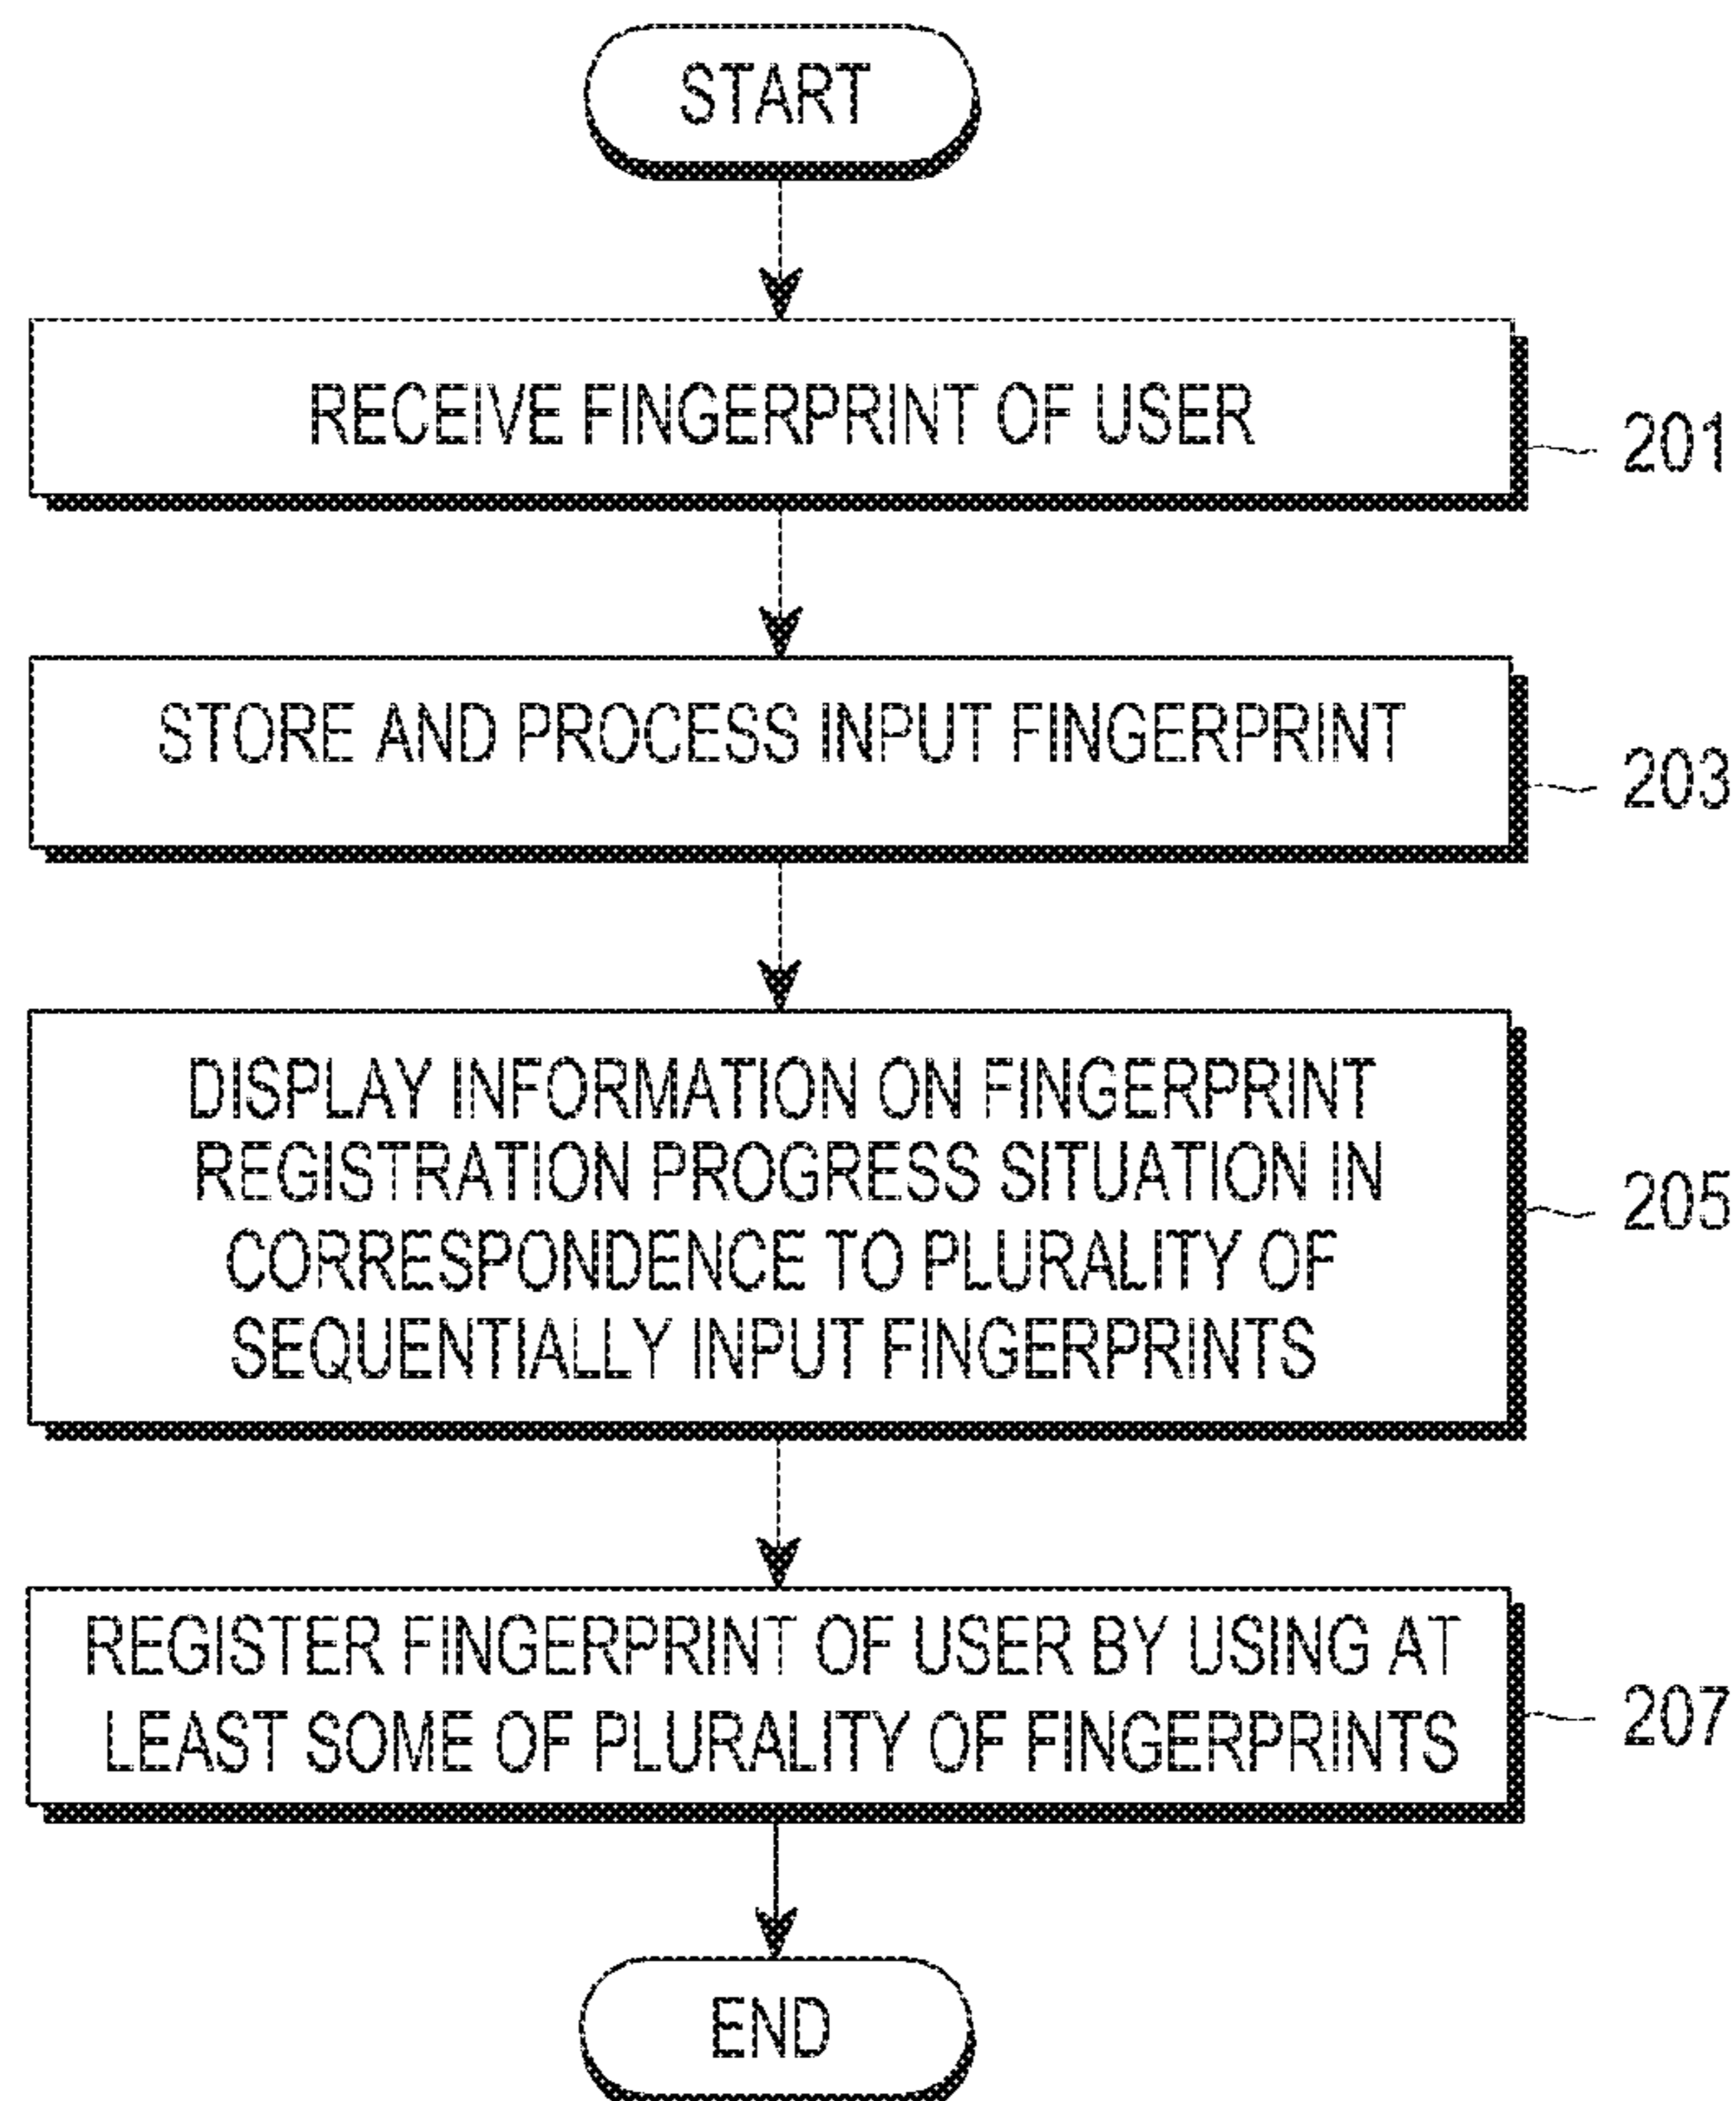 START
RECEIVE FINGERPRINT OF USER
201
STORE AND PROCESS INPUT FINGERPRINT
203
DISPLAY INFORMATION ON FINGERPRINT
REGISTRATION PROGRESS SITUATION IN
CORRESPONDENCE TO PLURALITY OF
SEQUENTIALLY INPUT FINGERPRINTS
205
REGISTER FINGERPRINT OF USER BY USING AT
LEAST SOME OF PLURALITY OF FINGERPRINTS
207
END